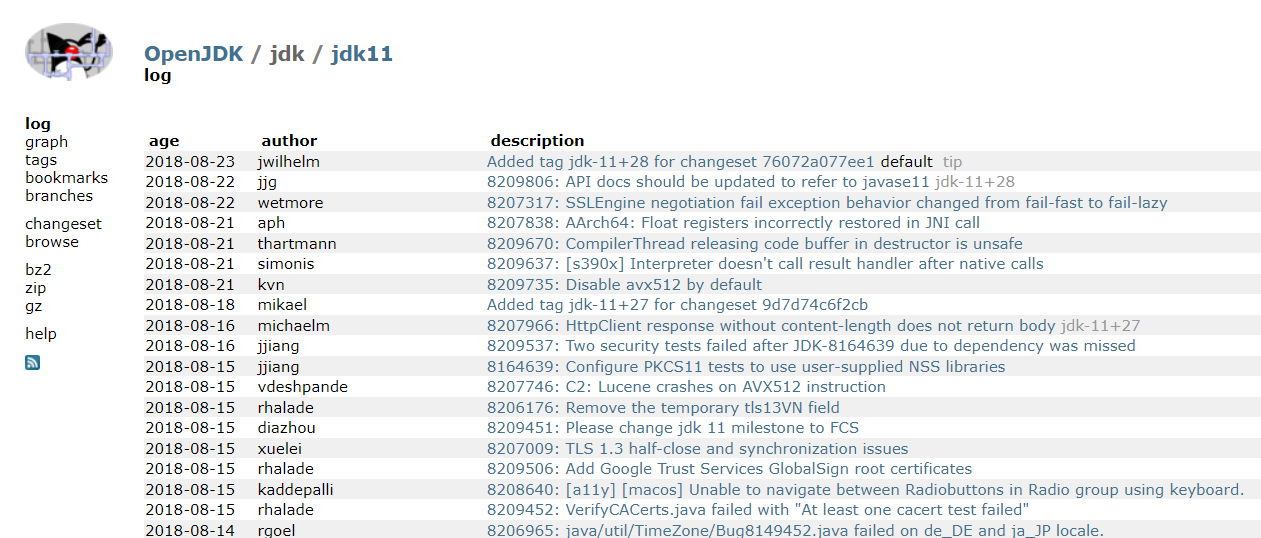 OpenJDK / jdk / jdk11
log
log
graph
tags
bookmarks
branches
changeset
browse
bz2
zip
gz
help
age author description
2018-08-23 jwilhelm Added tag jdk-11+28 for changeset 76072a077ee1 default tip
2018-08-22 jjg 8209806: API docs should be updated to refer to javase11 jdk-11+28
2018-08-22 wetmore 8207317: SSLEngine negotiation fail exception behavior changed from fail-fast to fail-lazy
2018-08-21 aph 8207838: AArch64: Float registers incorrectly restored in JNI call
2018-08-21 thartmann 8209670: CompilerThread releasing code buffer in destructor is unsafe
2018-08-21 simonis 8209637: [s390x] Interpreter doesn't call result handler after native calls
2018-08-21 kvn 8209735: Disable avx512 by default
2018-08-18 mikael Added tag jdk-11+27 for changeset 9d7d74c6f2cb
2018-08-16 michaelm 8207966: HttpClient response without content-length does not return body jdk-11+27
2018-08-16 jjiang 8209537: Two security tests failed after JDK-8164639 due to dependency was missed
2018-08-15 jjiang 8164639: Configure PKCS11 tests to use user-supplied NSS libraries
2018-08-15 vdeshpande 8207746: C2: Lucene crashes on AVX512 instruction
2018-08-15 rhalade 8206176: Remove the temporary tls13VN field
2018-08-15 diazhou 8209451: Please change jdk 11 milestone to FCS
2018-08-15 xuelei 8207009: TLS 1.3 half-close and synchronization issues
2018-08-15 rhalade 8209506: Add Google Trust Services GlobalSign root certificates
2018-08-15 kaddepalli 8208640: [a11y] [macos] Unable to navigate between Radiobuttons in Radio group using keyboard.
2018-08-15 rhalade 8209452: VerifyCACerts.java failed with "At least one cacert test failed"
2018-08-14 rgoel 8206965: java/util/TimeZone/Bug8149452.java failed on de_DE and ja_JP locale.